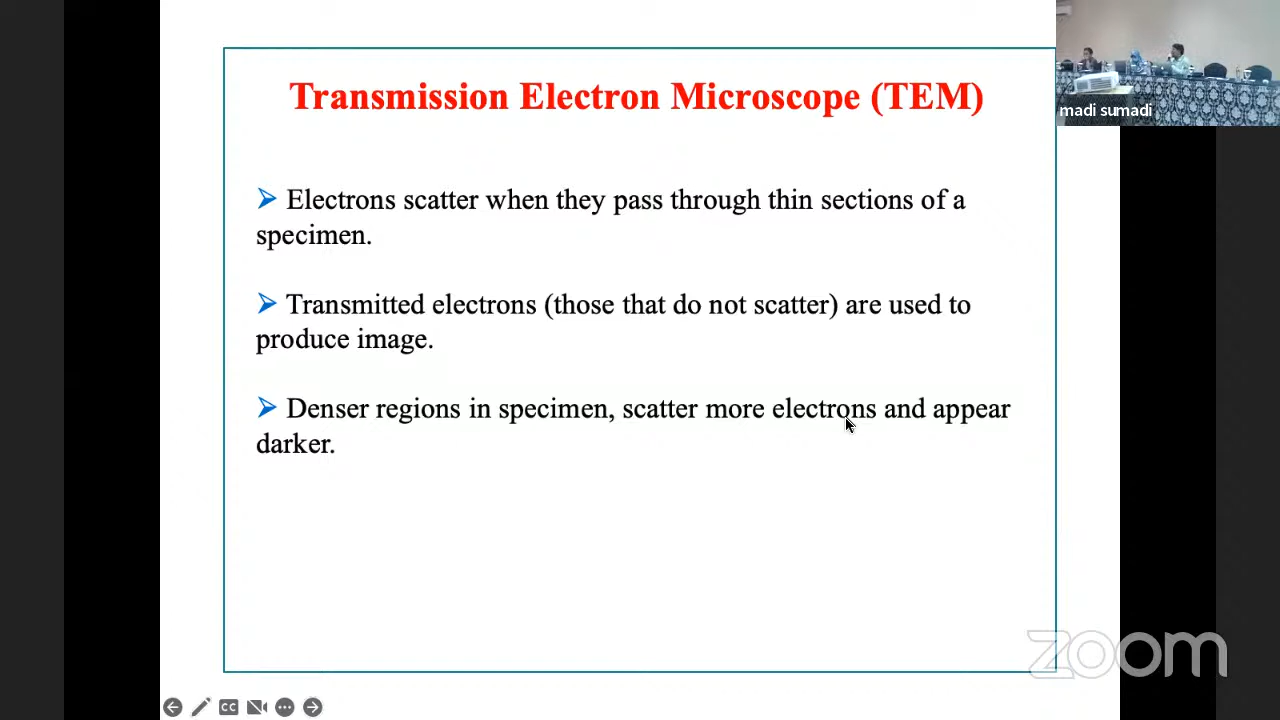 Transmission Electron Microscope (TEM)
madi sumadi
➢ Electrons scatter when they pass through thin sections of a
specimen.
➢ Transmitted electrons (those that do not scatter) are used to
produce image.
➢ Denser regions in specimen, scatter more electrons and appear
darker.
zoom
CC